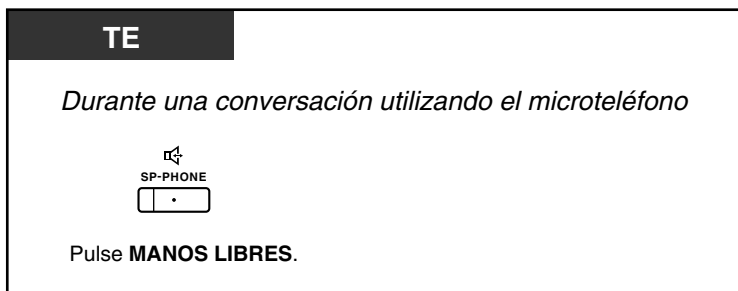 TE
Durante una conversación utilizando el microteléfono
SP-PHONE
Pulse MANOS LIBRES.